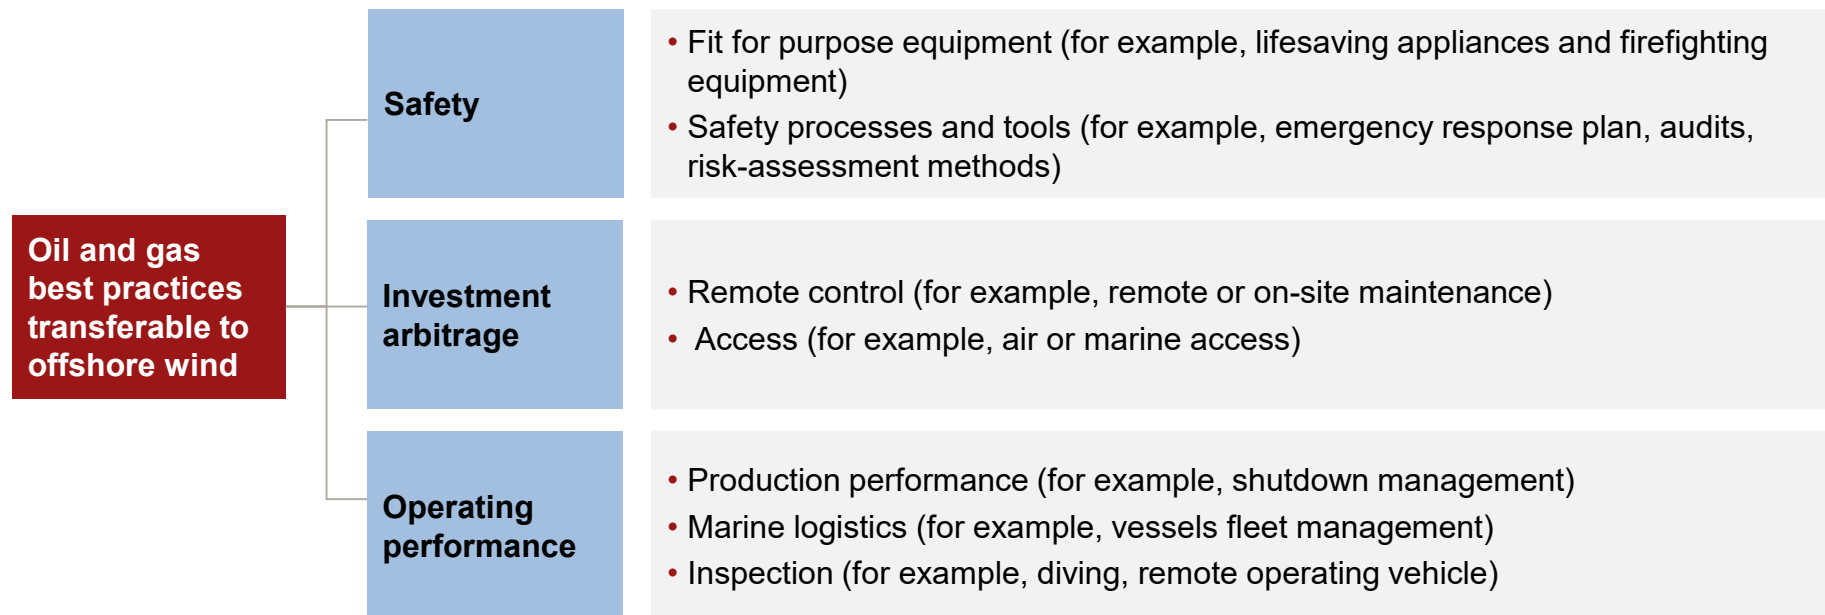 Oil and gas
best practices
transferable to
offshore wind
Safety
• Fit for purpose equipment (for example, lifesaving appliances and firefighting
equipment)
• Safety processes and tools (for example, emergency response plan, audits,
risk-assessment methods)
Investment
arbitrage
• Remote control (for example, remote or on-site maintenance)
• Access (for example, air or marine access)
Operating
performance
• Production performance (for example, shutdown management)
• Marine logistics (for example, vessels fleet management)
• Inspection (for example, diving, remote operating vehicle)